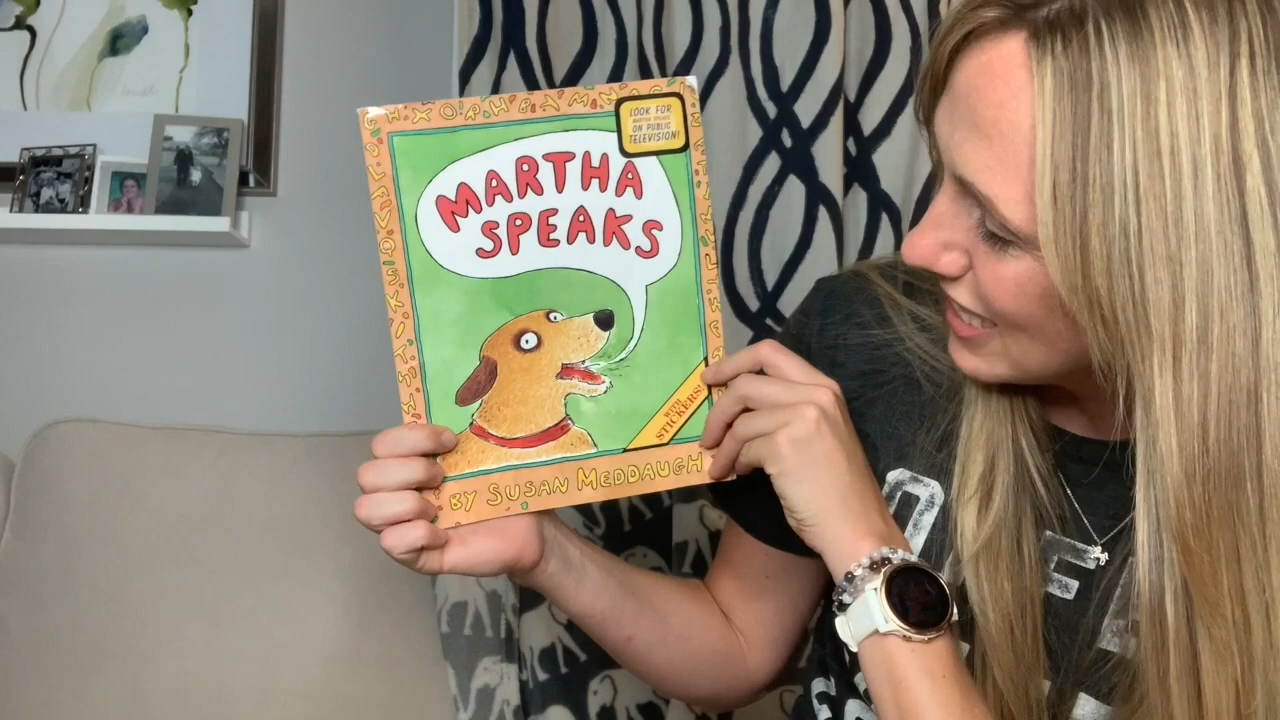 LOOK FOR
MARTHA SPEAKS
ON PUBLIC
TELEVISION!
MARTHA
SPEAKS
WITH
STICKERS!
BY SUSAN MEDDAUGH